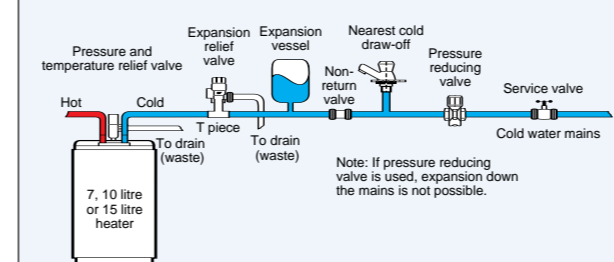 Pressure and
temperature relief valve
Expansion
relief
valve
Expansion
vessel
Nearest cold
draw-off
Non-
return
valve
Pressure
reducing
valve
Service valve
Hot
Cold
T piece
To drain
(waste)
To drain
(waste)
Cold water mains
Note: If pressure reducing
valve is used, expansion down
the mains is not possible.
7, 10 litre
or 15 litre
heater